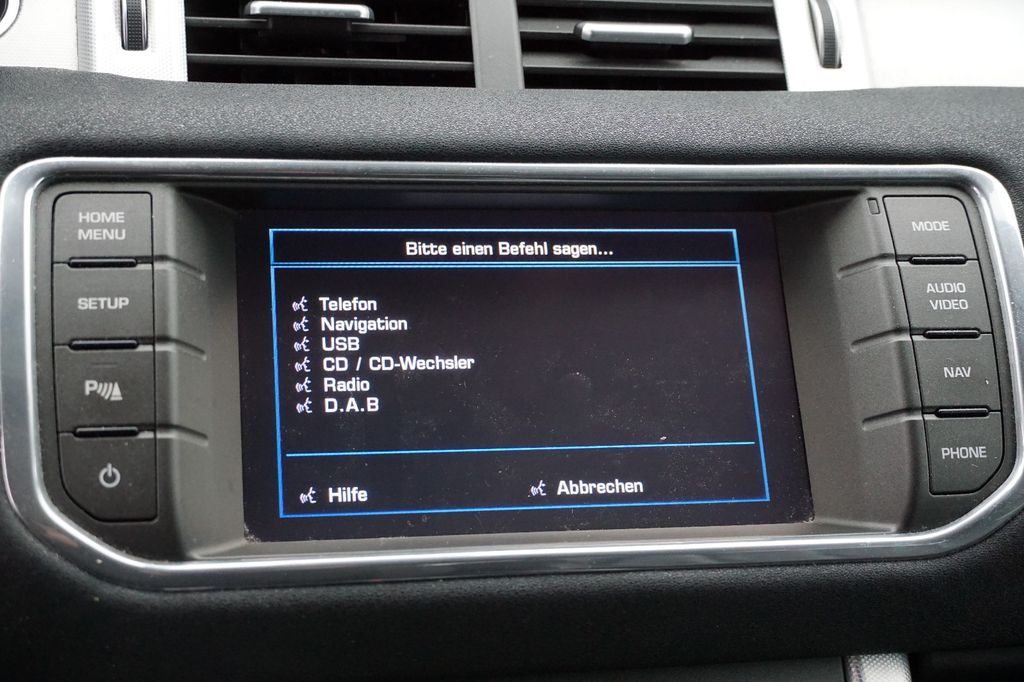 HOME
MENU
SETUP
P
Bitte einen Befehl sagen...
Telefon
Navigation
USB
CD / CD-Wechsler
Radio
D.A.B
Hilfe
Abbrechen
MODE
AUDIO
VIDEO
NAV
PHONE